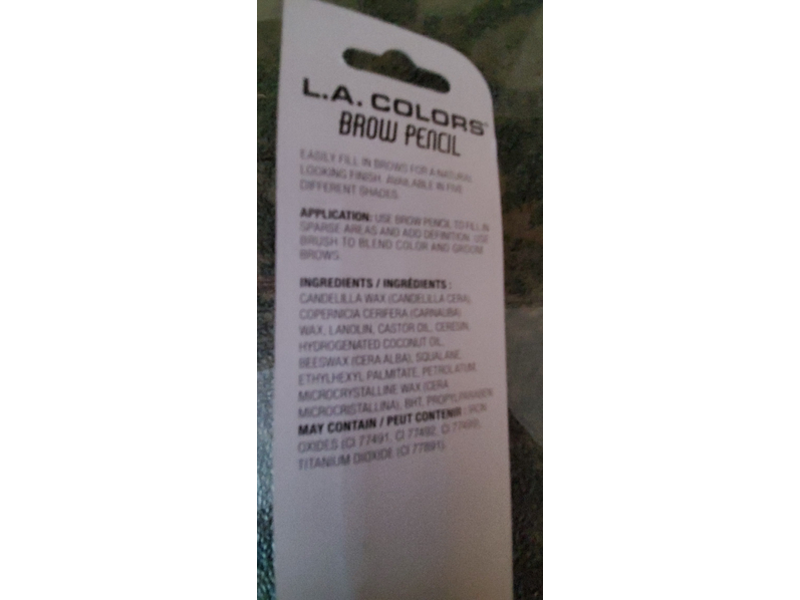 L.A. COLORS
BROW PENCIL
EASILY FILL IN BROWS FOR A NATURAL
LOOKING FINISH. AVAILABLE IN FIVE
DIFFERENT SHADES.
APPLICATION: USE BROW PENCIL TO FILL IN
SPARSE AREAS AND ADD DEFINITION. USE
BRUSH TO BLEND COLOR AND GROOM
BROWS.
INGREDIENTS / INGRÉDIENTS :
CANDELILLA WAX (CANDELILLA CERA),
COPERNICIA CERIFERA (CARNAUBA)
WAX, LANOLIN, CASTOR OIL, CERESIN,
HYDROGENATED COCONUT OIL,
BEESWAX (CERA ALBA), SQUALANE,
ETHYLHEXYL PALMITATE, PETROLATUM,
MICROCRYSTALLINE WAX (CERA
MICROCRISTALLINA), BHT, PROPYLPARABEN
MAY CONTAIN / PEUT CONTENIR : IRON
OXIDES (CI 77491, CI 77492, CI 77499),
TITANIUM DIOXIDE (CI 77891).